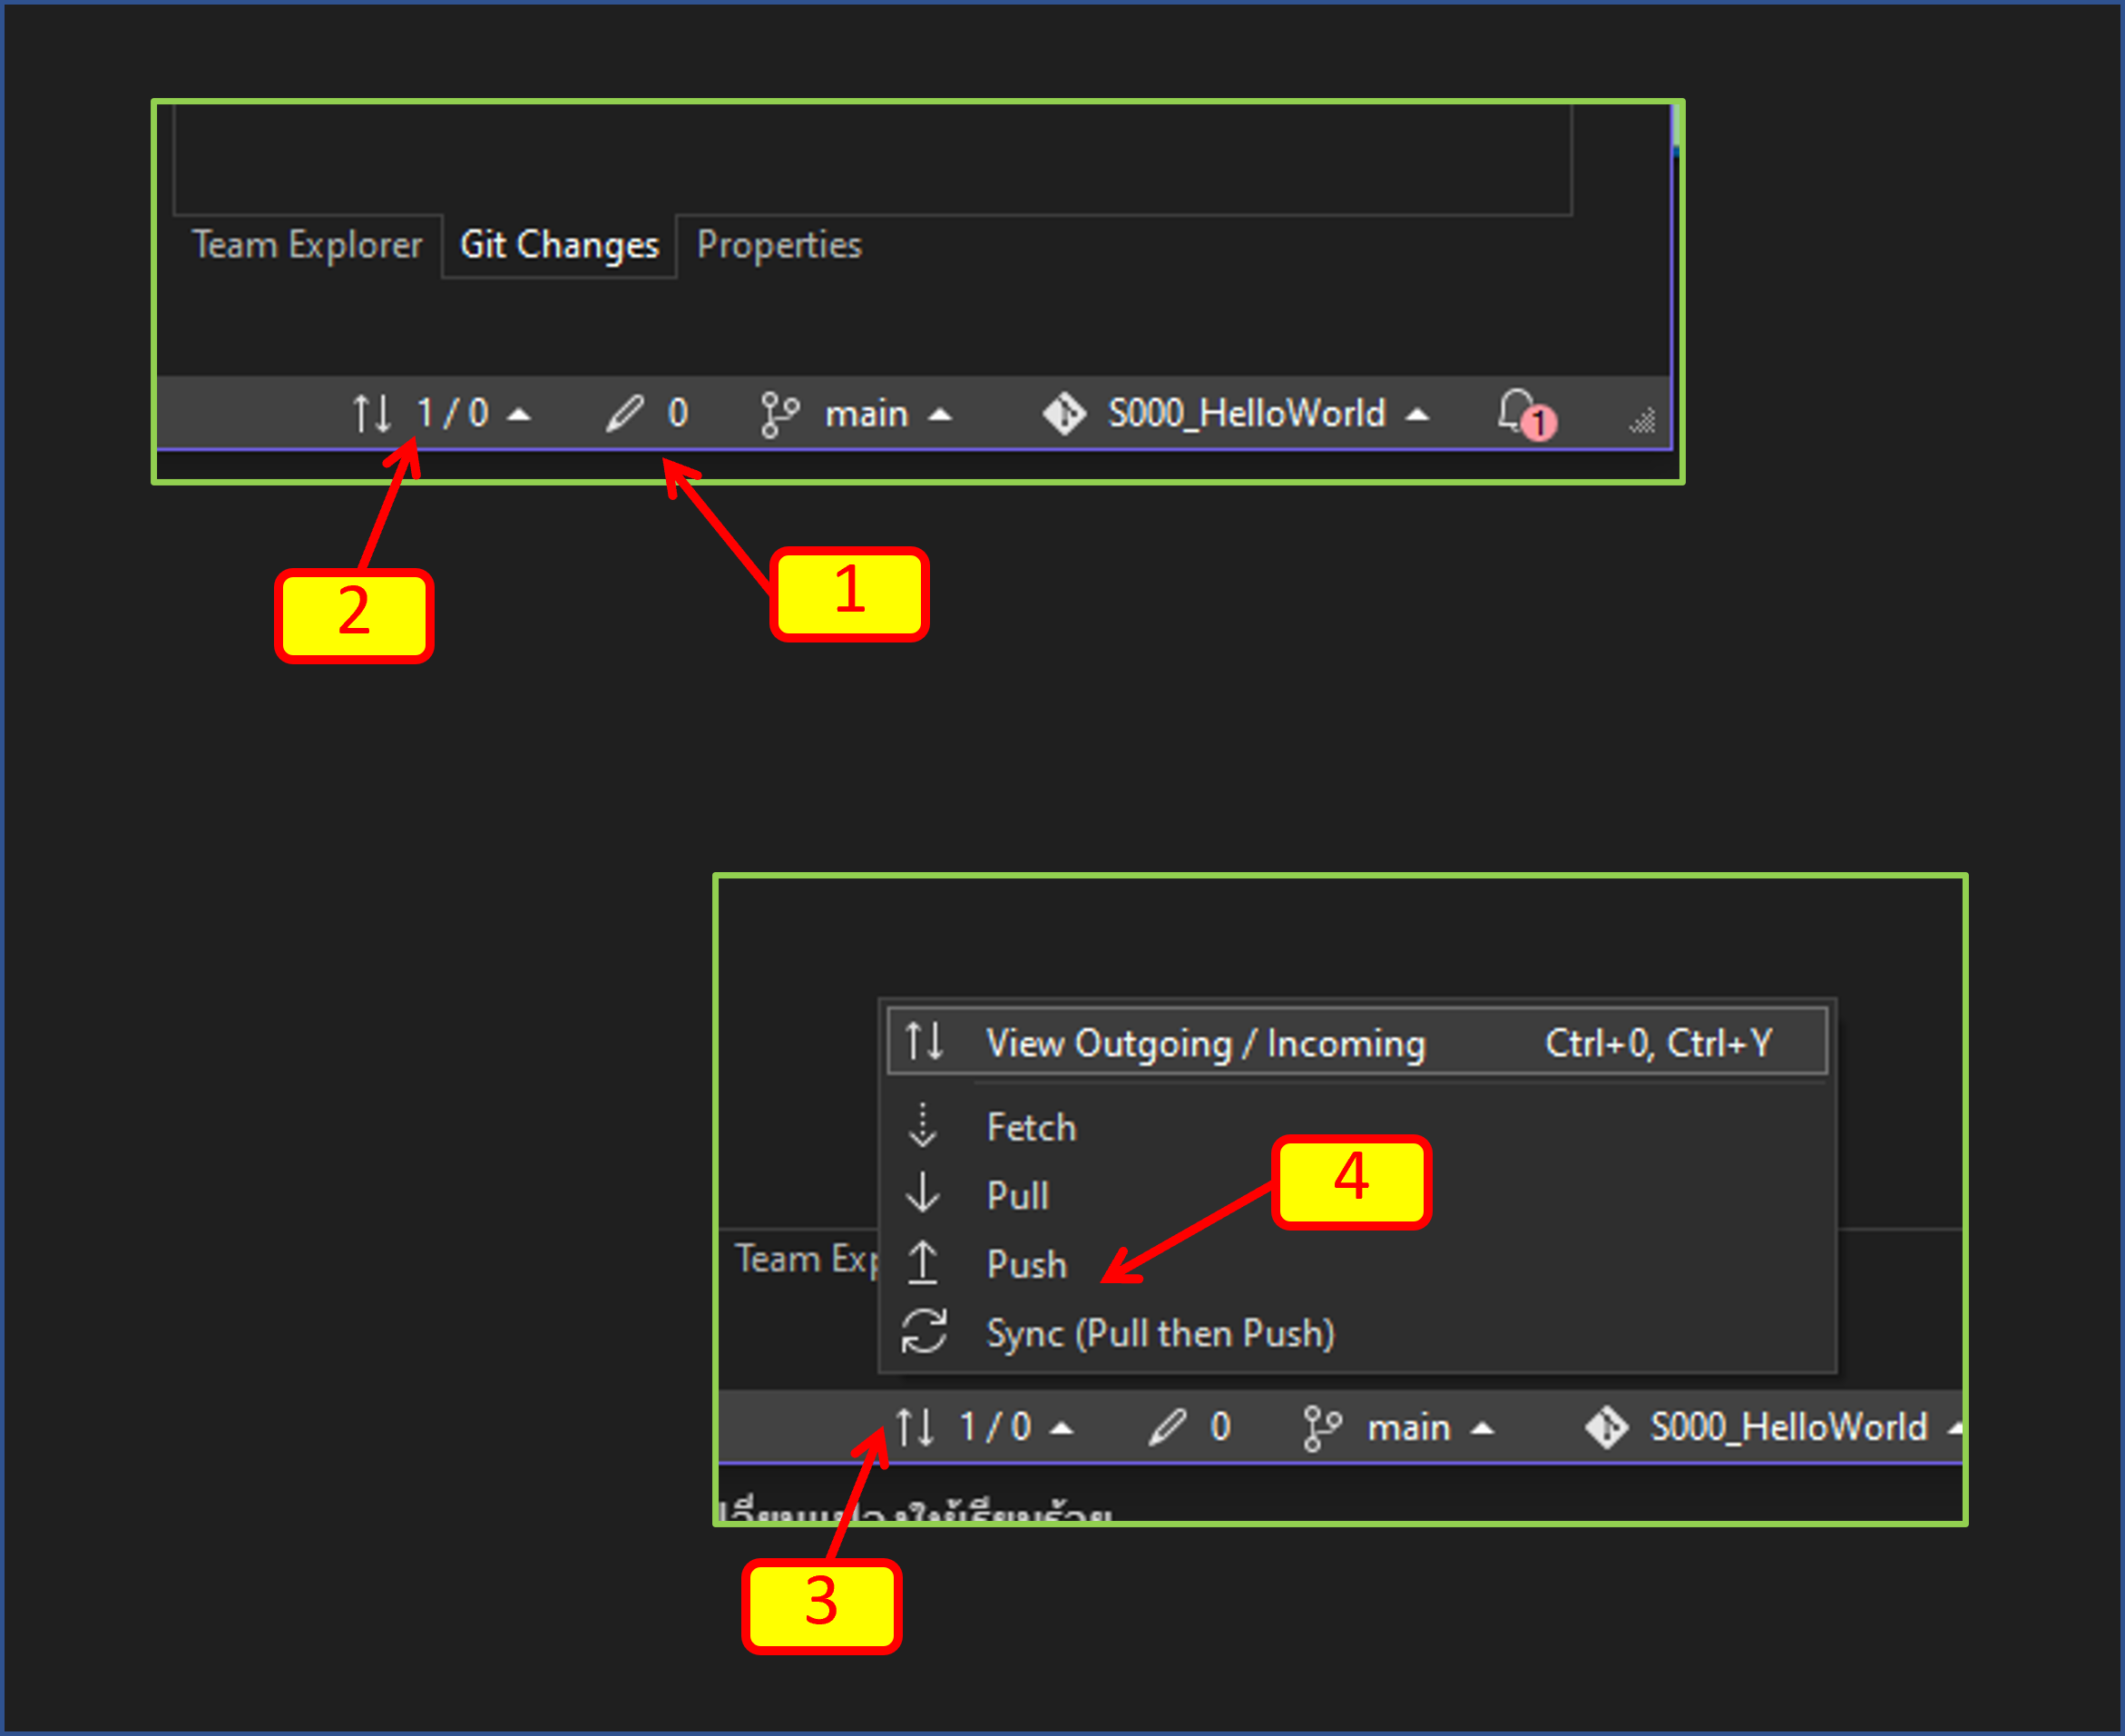 Team Explorer Git Changes Properties
1 / 0 0 main S000_HelloWorld 1
2
1
View Outgoing / Incoming Ctrl+0, Ctrl+Y
Fetch
4
Pull
Team Exp
Push
Sync (Pull then Push)
1 / 0 0 main S000_HelloWorld
3